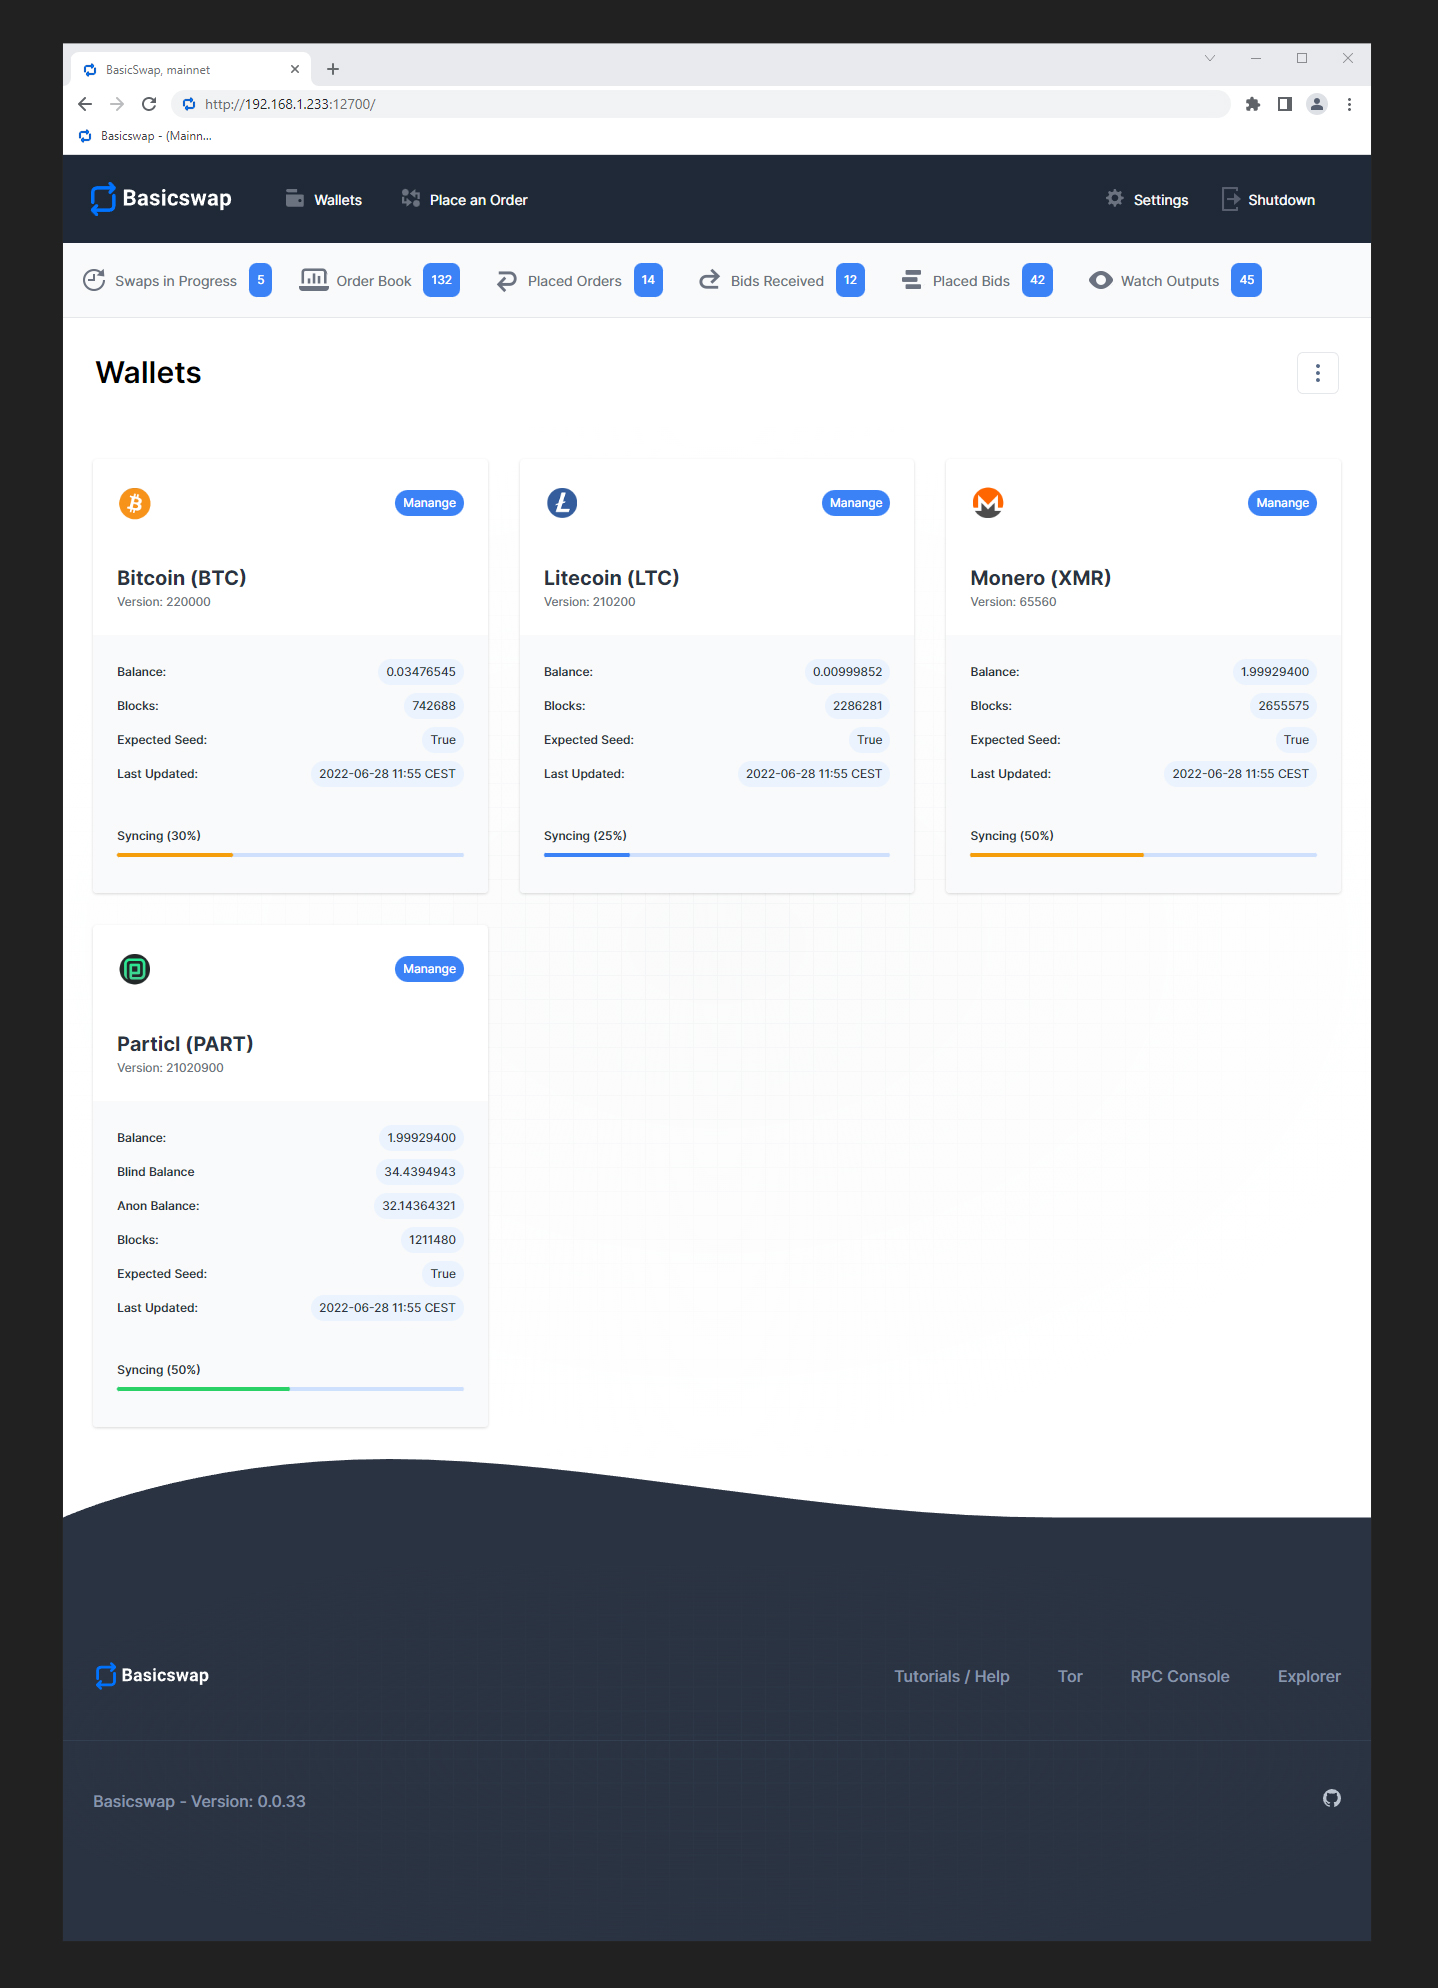 BasicSwap, mainnet
http://192.168.1.233:12700/
Basicswap - (Mainn...
Basicswap Wallets Place an Order Settings Shutdown
Swaps in Progress 5 Order Book 132 Placed Orders 14 Bids Received 12 Placed Bids 42 Watch Outputs 45
Wallets
Manange
Bitcoin (BTC)
Version: 220000
Balance: 0.03476545
Blocks: 742688
Expected Seed: True
Last Updated: 2022-06-28 11:55 CEST
Syncing (30%)
Manange
Litecoin (LTC)
Version: 210200
Balance: 0.00999852
Blocks: 2286281
Expected Seed: True
Last Updated: 2022-06-28 11:55 CEST
Syncing (25%)
Manange
Monero (XMR)
Version: 65560
Balance: 1.99929400
Blocks: 2655575
Expected Seed: True
Last Updated: 2022-06-28 11:55 CEST
Syncing (50%)
Manange
Particl (PART)
Version: 21020900
Balance: 1.99929400
Blind Balance 34.4394943
Anon Balance: 32.14364321
Blocks: 1211480
Expected Seed: True
Last Updated: 2022-06-28 11:55 CEST
Syncing (50%)
Basicswap Tutorials / Help Tor RPC Console Explorer
Basicswap - Version: 0.0.33